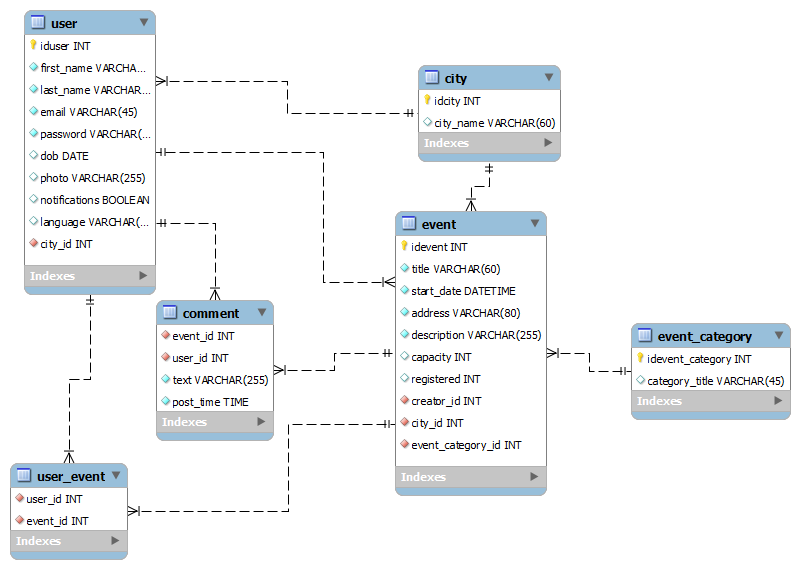 user
iduser INT
first_name VARCHA...
last_name VARCHAR...
email VARCHAR(45)
password VARCHAR(...
dob DATE
photo VARCHAR(255)
notifications BOOLEAN
language VARCHAR(...
city_id INT
Indexes
city
idcity INT
city_name VARCHAR(60)
Indexes
event
idevent INT
title VARCHAR(60)
start_date DATETIME
address VARCHAR(80)
description VARCHAR(255)
capacity INT
registered INT
creator_id INT
city_id INT
event_category_id INT
Indexes
comment
event_id INT
user_id INT
text VARCHAR(255)
post_time TIME
Indexes
event_category
idevent_category INT
category_title VARCHAR(45)
Indexes
user_event
user_id INT
event_id INT
Indexes